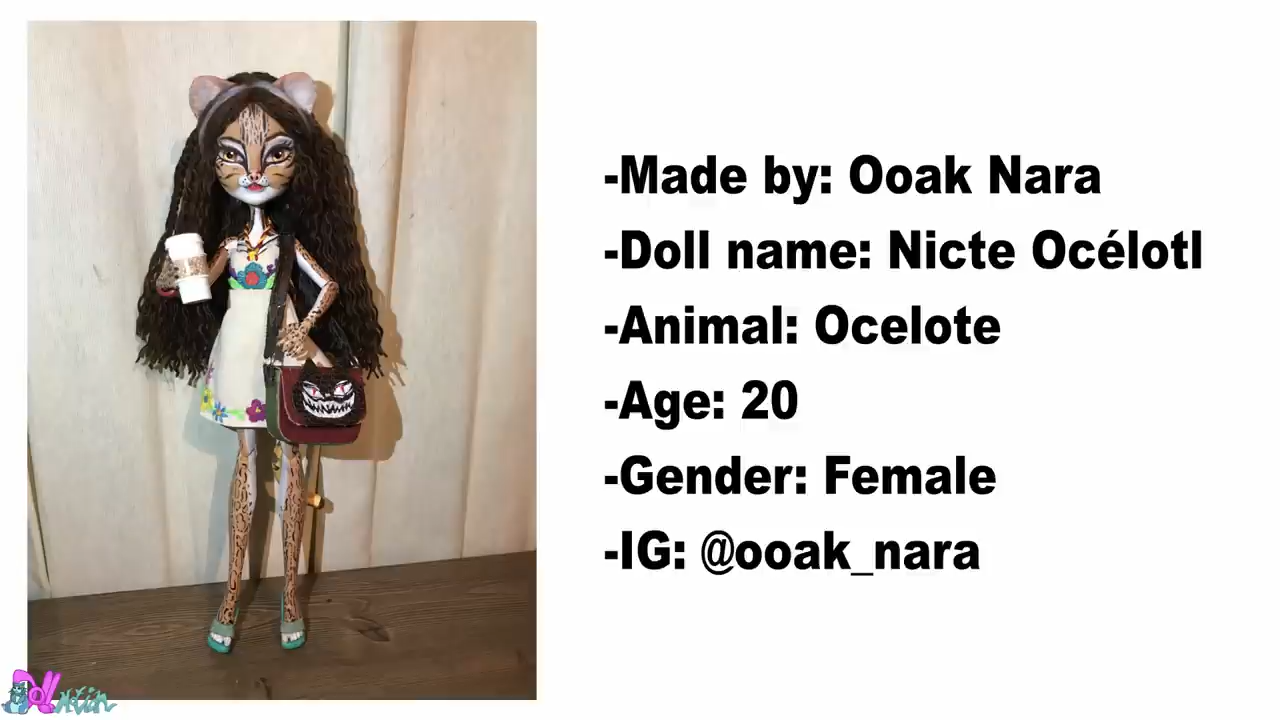 -Made by: Ooak Nara
-Doll name: Nicte Océlotl
-Animal: Ocelote
-Age: 20
-Gender: Female
-IG: @ooak_nara